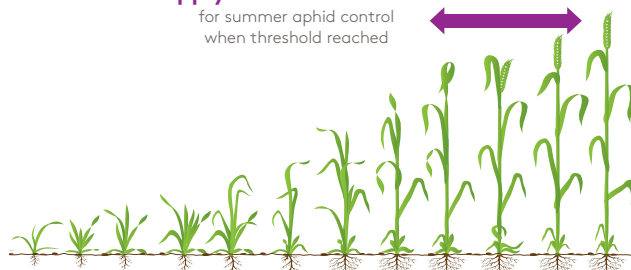 for summer aphid control
when threshold reached